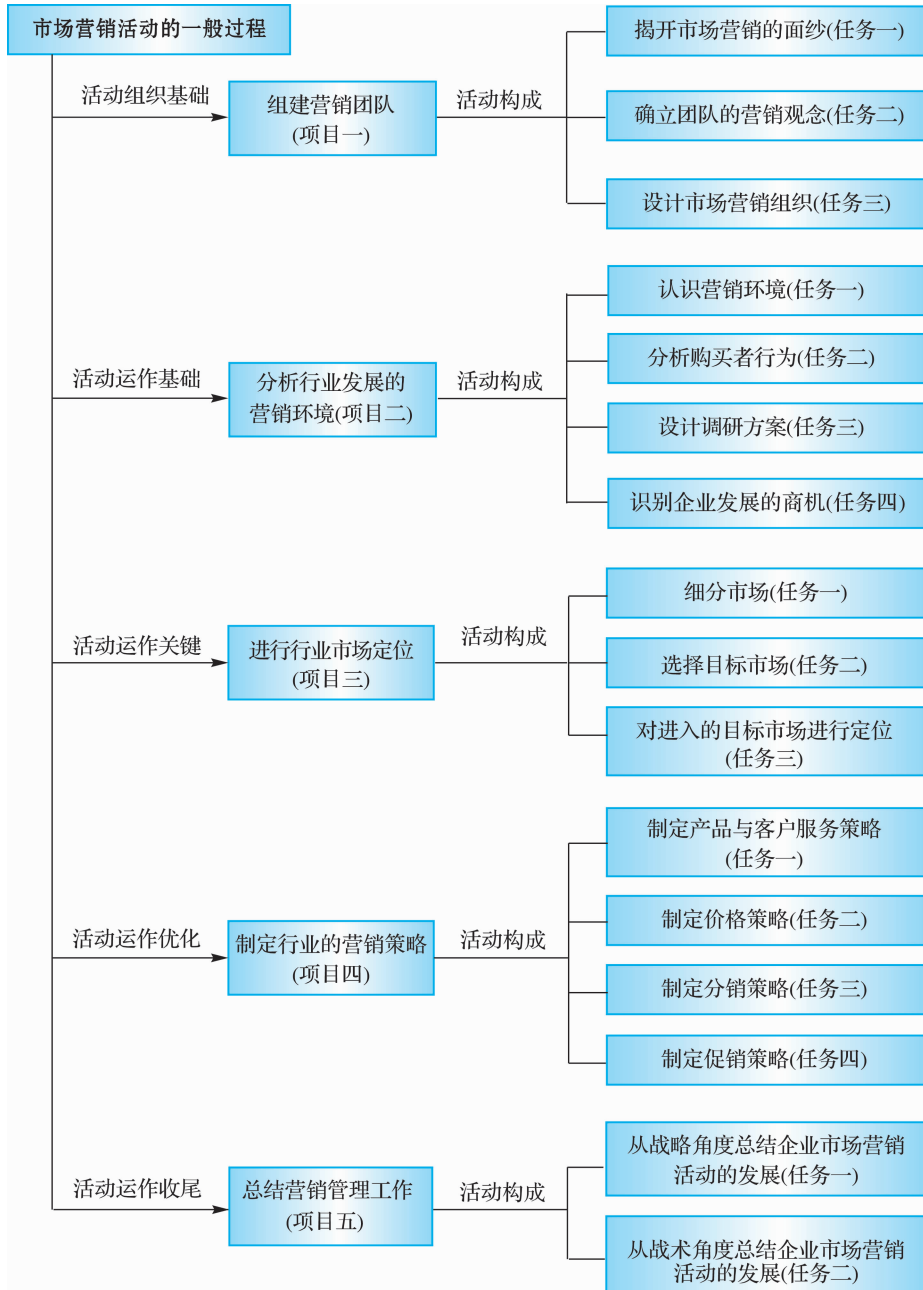 市场营销活动的一般过程
活动组织基础
组建营销团队
(项目一)
活动构成
揭开市场营销的面纱(任务一)
确立团队的营销观念(任务二)
设计市场营销组织(任务三)
活动运作基础
分析行业发展的
营销环境(项目二)
活动构成
认识营销环境(任务一)
分析购买者行为(任务二)
设计调研方案(任务三)
识别企业发展的商机(任务四)
活动运作关键
进行行业市场定位
(项目三)
活动构成
细分市场(任务一)
选择目标市场(任务二)
对进入的目标市场进行定位
(任务三)
活动运作优化
制定行业的营销策略
(项目四)
活动构成
制定产品与客户服务策略
(任务一)
制定价格策略(任务二)
制定分销策略(任务三)
制定促销策略(任务四)
活动运作收尾
总结营销管理工作
(项目五)
活动构成
从战略角度总结企业市场营销
活动的发展(任务一)
从战术角度总结企业市场营销
活动的发展(任务二)